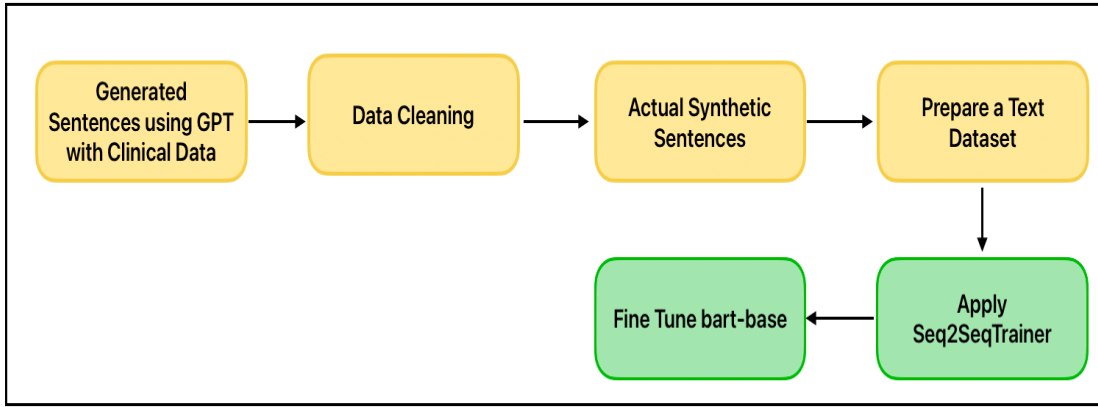 Generated
Sentences using GPT
with Clinical Data
Data Cleaning
Actual Synthetic
Sentences
Prepare a Text
Dataset
Apply
Seq2SeqTrainer
Fine Tune bart-base